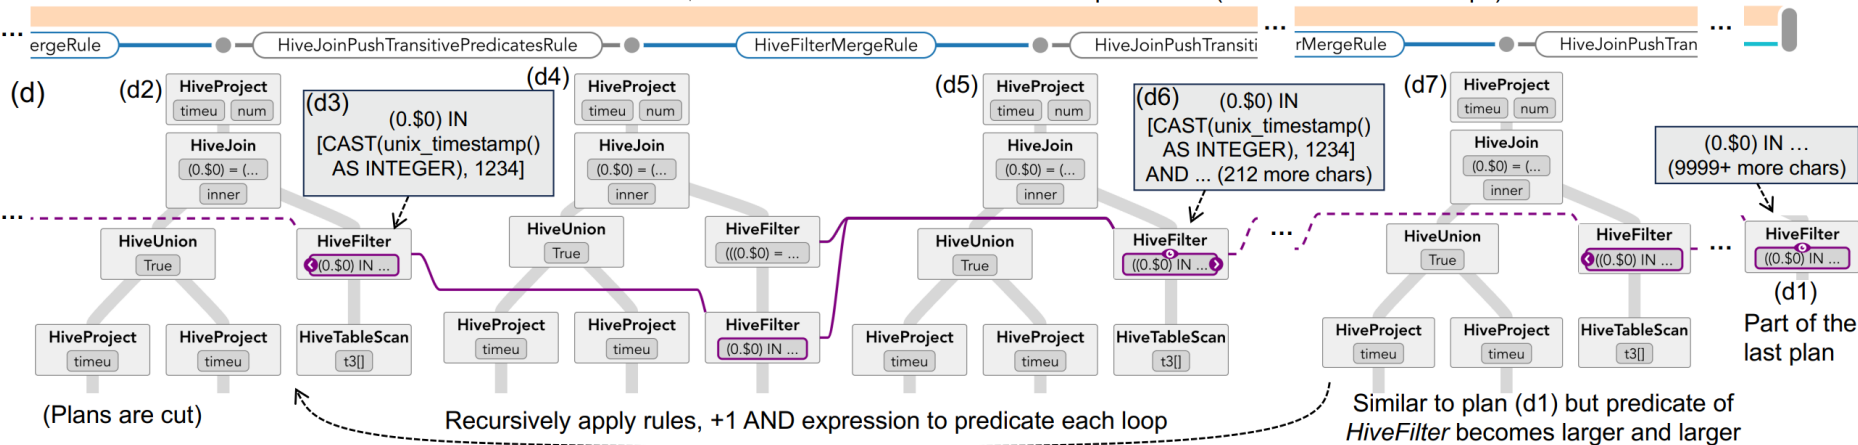 ...
ergeRule
HiveJoinPushTransitivePredicatesRule
HiveFilterMergeRule
HiveJoinPushTransiti
...
rMergeRule
HiveJoinPushTran
...
(d)
(d2)
HiveProject
timeu num
HiveJoin
(0.$0) = (...
inner
HiveUnion
True
HiveProject
timeu
HiveProject
timeu
(d3)
(0.$0) IN
[CAST(unix_timestamp()
AS INTEGER), 1234]
...
HiveFilter
(0.$0) IN ...
HiveTableScan
t3[]
(Plans are cut)
(d4)
HiveProject
timeu num
HiveJoin
(0.$0) = (...
inner
HiveUnion
True
HiveFilter
(((0.$0) = ...
HiveProject
timeu
HiveProject
timeu
HiveFilter
(0.$0) IN ...
(d5)
HiveProject
timeu num
HiveJoin
(0.$0) = (...
inner
HiveUnion
True
HiveProject
timeu
HiveProject
timeu
(d6)
(0.$0) IN
[CAST(unix_timestamp()
AS INTEGER), 1234]
AND ... (212 more chars)
HiveFilter
((0.$0) IN ...
HiveTableScan
t3[]
...
Recursively apply rules, +1 AND expression to predicate each loop
(d7)
HiveProject
timeu num
HiveJoin
(0.$0) = (...
inner
HiveUnion
True
HiveProject
timeu
HiveProject
timeu
HiveFilter
((0.$0) IN ...
HiveTableScan
t3[]
Similar to plan (d1) but predicate of
HiveFilter becomes larger and larger
(0.$0) IN ...
(9999+ more chars)
...
HiveFilter
((0.$0) IN ...
(d1)
Part of the
last plan